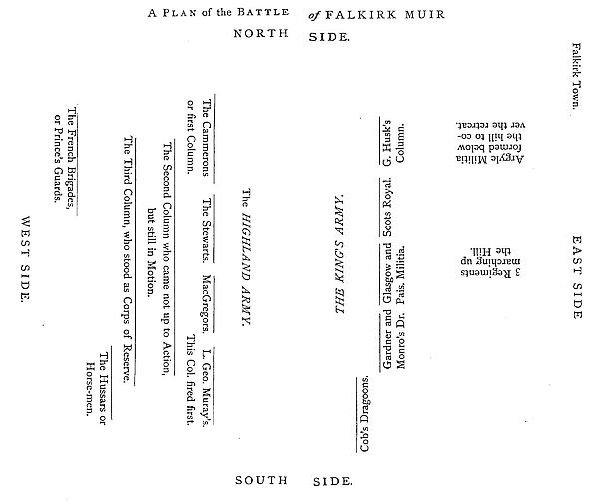 A PLAN of the BATTLE of FALKIRK MUIR
NORTH SIDE.
WEST SIDE.
The French Brigades,
or Prince's Guards.
The Hussars or
Horse-men.
The Third Column, who stood as Corps of Reserve.
The Second Column who came not up to Action,
but still in Motion.
The Cammerons
or first Column.
The Stewarts.
MacGregors.
L. Geo. Murray's.
This Col. fired first.
The HIGHLAND ARMY.
THE KING'S ARMY.
G. Husk's
Column.
Scots Royal.
Glasgow and
Pais. Militia.
Gardner and
Monro's Dr.
Cob's Dragoons.
Argyle Militia
formed below
the hill to co-
ver the retreat.
3 Regiments
marching up
the Hill.
Falkirk Town.
EAST SIDE
SOUTH SIDE.